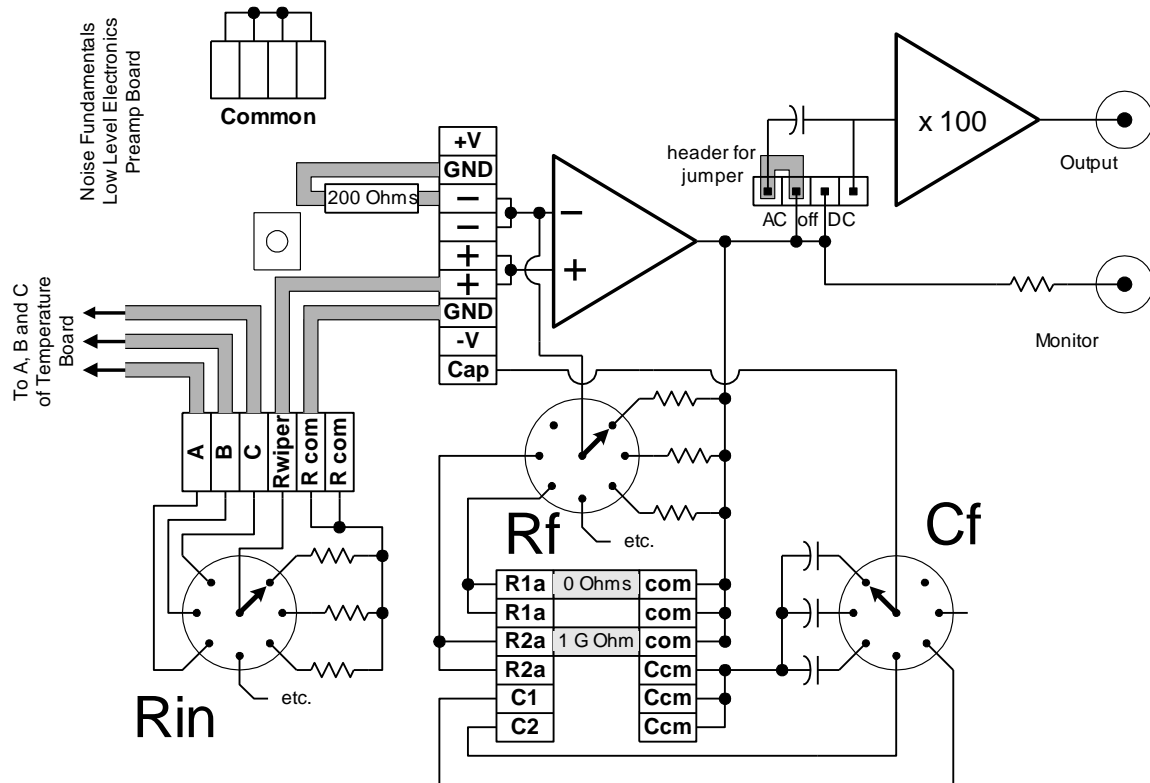 Noise Fundamentals
Low Level Electronics
Preamp Board
Common
+V
GND
−
−
+
+
GND
-V
Cap
200 Ohms
−
+
header for
jumper
AC off DC
x 100
Output
Monitor
To A, B and C
of Temperature
Board
A
B
C
Rwiper
R com
R com
etc.
Rin
etc.
Rf
Cf
R1a 0 Ohms com
R1a com
R2a 1 G Ohm com
R2a Ccm
C1 Ccm
C2 Ccm